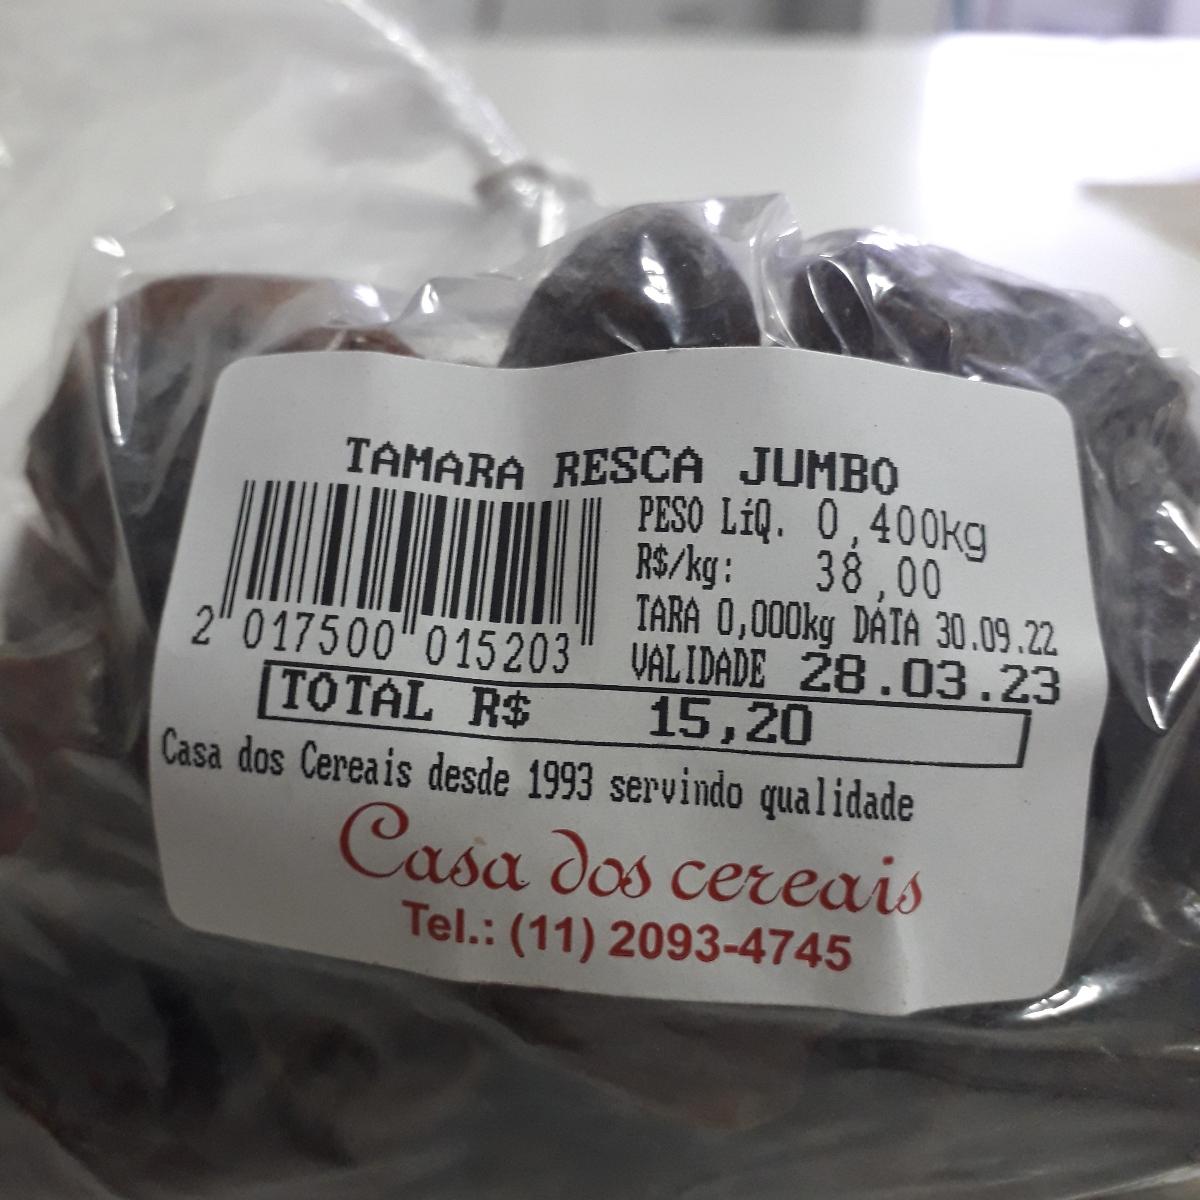 TAMARA RESCA JUMBO
PESO LíQ. 0,400kg
R$/kg: 38,00
TARA 0,000kg DATA 30.09.22
VALIDADE 28.03.23
2 017500 015203
TOTAL R$ 15,20
Casa dos Cereais desde 1993 servindo qualidade
Casa dos cereais
Tel.: (11) 2093-4745